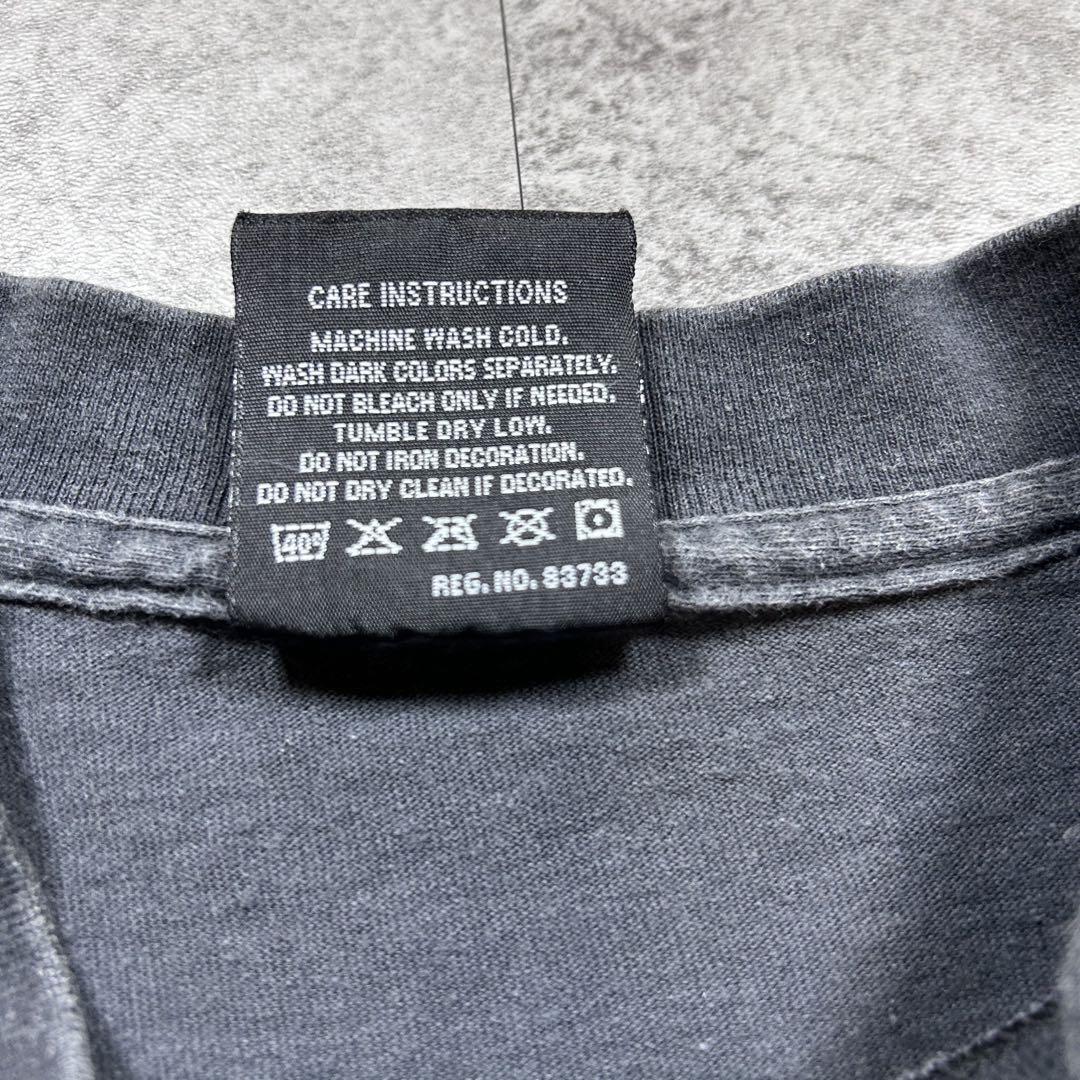 CARE INSTRUCTIONS
MACHINE WASH COLD.
WASH DARK COLORS SEPARATELY.
DO NOT BLEACH ONLY IF NEEDED.
TUMBLE DRY LOW.
DO NOT IRON DECORATION.
DO NOT DRY CLEAN IF DECORATED.
40°
REG. NO. 83733